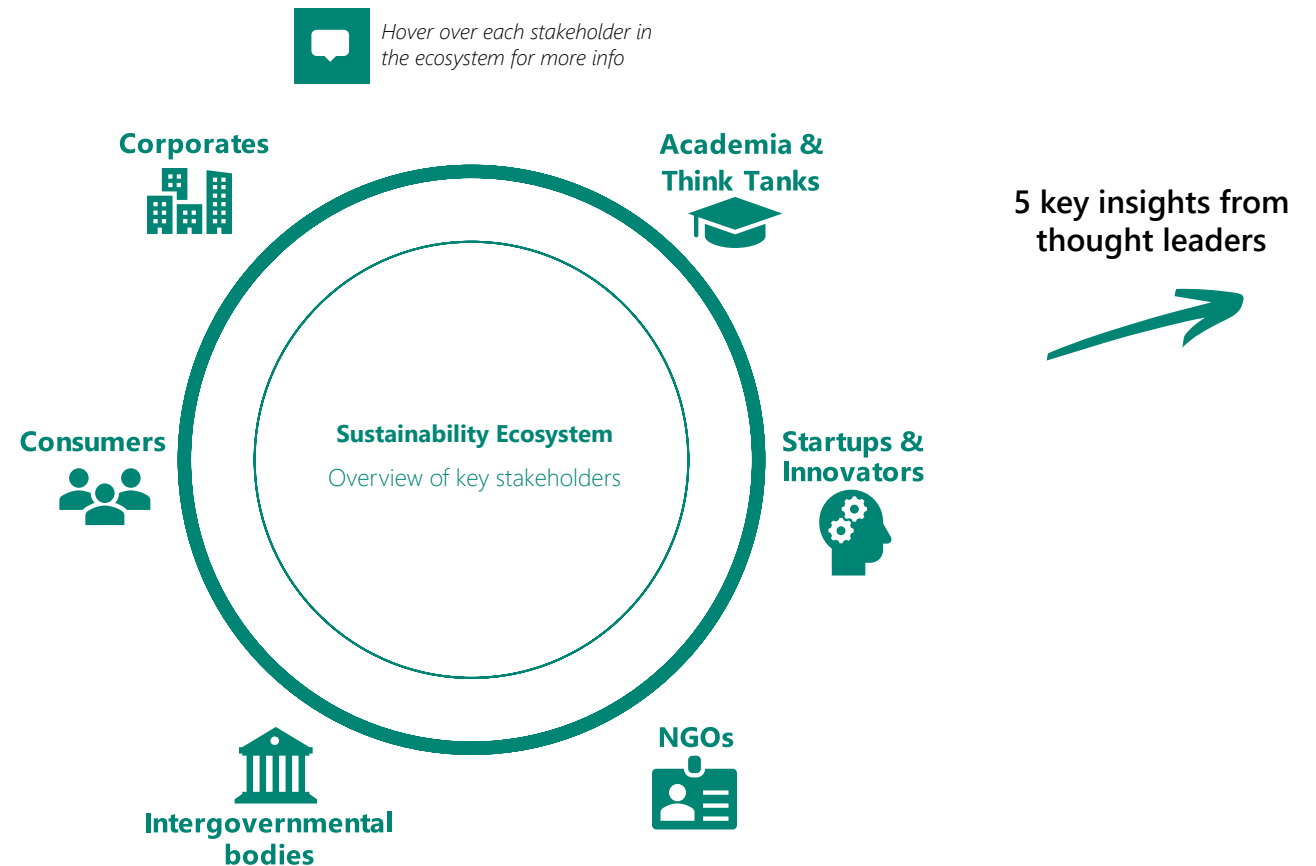 Hover over each stakeholder in
the ecosystem for more info
Corporates
Academia &
Think Tanks
5 key insights from
thought leaders
Consumers
Sustainability Ecosystem
Overview of key stakeholders
Startups &
Innovators
NGOs
Intergovernmental
bodies